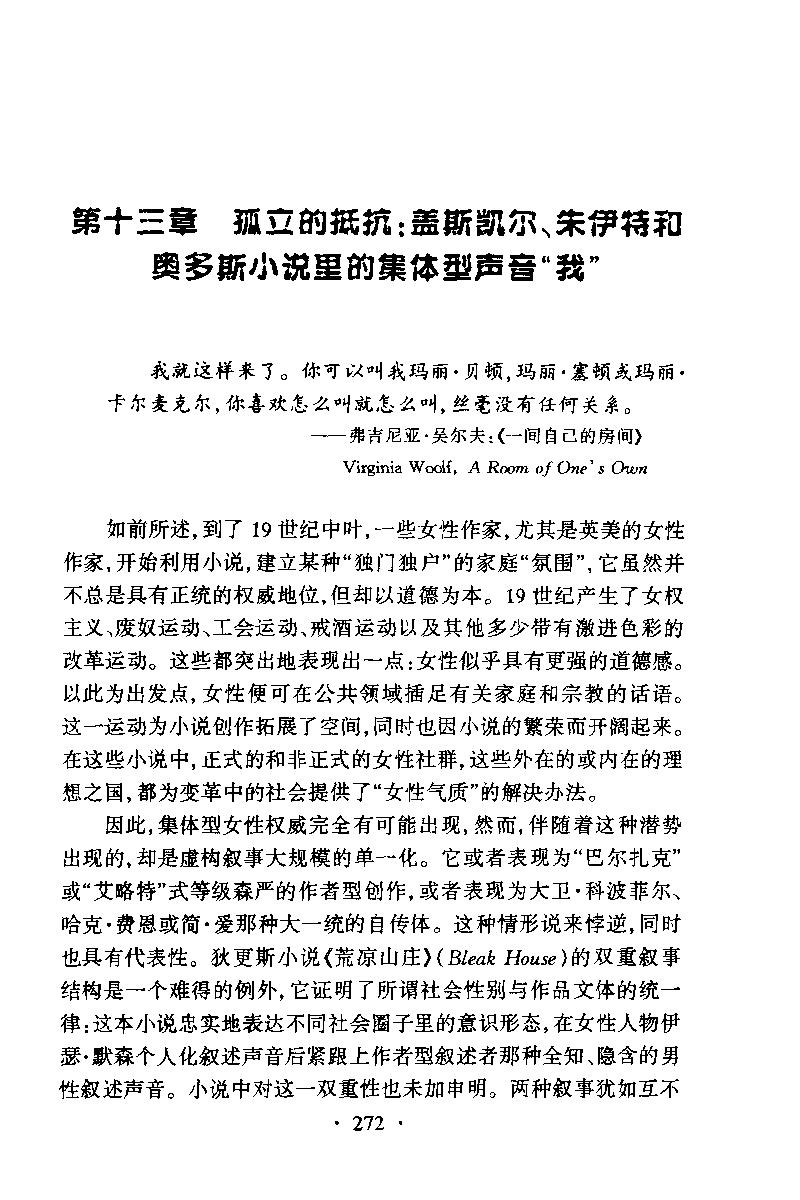 第十三章　孤立的抵抗：盖斯凯尔、朱伊特和
奥多斯小说里的集体型声音“我”
我就这样来了。你可以叫我玛丽·贝顿，玛丽·塞顿或玛丽·
卡尔麦克尔，你喜欢怎么叫就怎么叫，丝毫没有任何关系。
——弗吉尼亚·吴尔夫：《一间自己的房间》
Virginia Woolf, A Room of One's Own
如前所述，到了 19 世纪中叶，一些女性作家，尤其是英美的女性
作家，开始利用小说，建立某种“独门独户”的家庭“氛围”，它虽然并
不总是具有正统的权威地位，但却以道德为本。19 世纪产生了女权
主义、废奴运动、工会运动、戒酒运动以及其他多少带有激进色彩的
改革运动。这些都突出地表现出一点：女性似乎具有更强的道德感。
以此为出发点，女性便可在公共领域插足有关家庭和宗教的话语。
这一运动为小说创作拓展了空间，同时也因小说的繁荣而开阔起来。
在这些小说中，正式的和非正式的女性社群，这些外在的或内在的理
想之国，都为变革中的社会提供了“女性气质”的解决办法。
因此，集体型女性权威完全有可能出现，然而，伴随着这种潜势
出现的，却是虚构叙事大规模的单一化。它或者表现为“巴尔扎克”
或“艾略特”式等级森严的作者型创作，或者表现为大卫·科波菲尔、
哈克·费恩或简·爱那种大一统的自传体。这种情形说来悖逆，同时
也具有代表性。狄更斯小说《荒凉山庄》（Bleak House）的双重叙事
结构是一个难得的例外，它证明了所谓社会性别与作品文体的统一
律：这本小说忠实地表达不同社会圈子里的意识形态，在女性人物伊
瑟·默森个人化叙述声音后紧跟上作者型叙述者那种全知、隐含的男
性叙述声音。小说中对这一双重性也未加申明。两种叙事犹如互不
· 272 ·